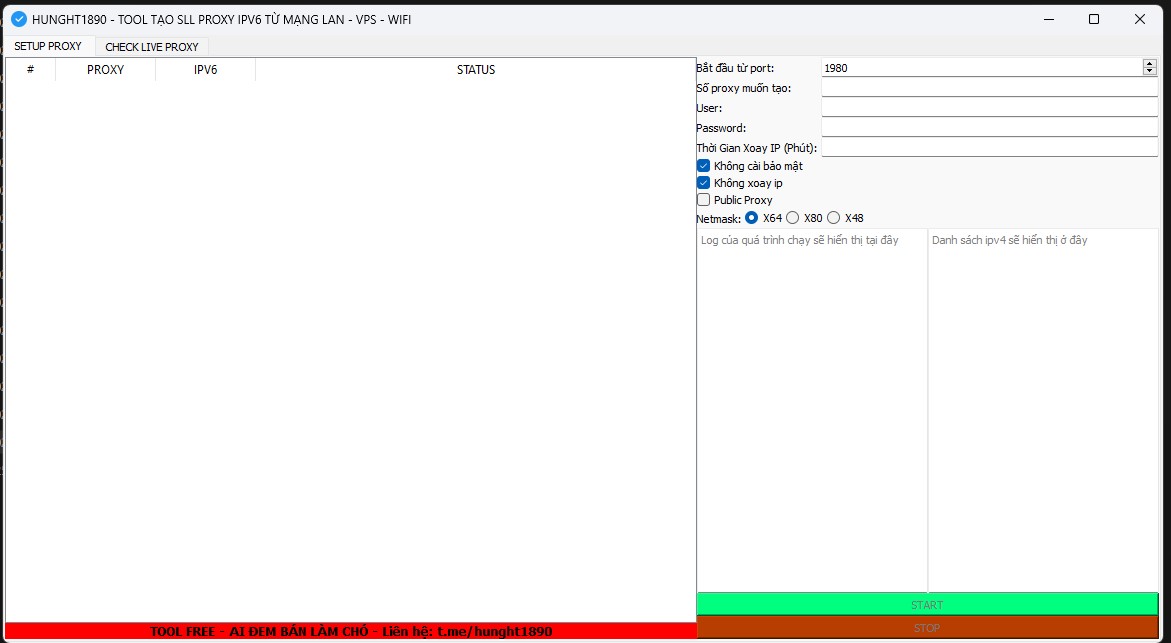 HUNGHT1890 - TOOL TẠO SLL PROXY IPV6 TỪ MẠNG LAN - VPS - WIFI
SETUP PROXY CHECK LIVE PROXY
# PROXY IPV6 STATUS
Bắt đầu từ port: 1980
Số proxy muốn tạo:
User:
Password:
Thời Gian Xoay IP (Phút):
Không cài bảo mật
Không xoay ip
Public Proxy
Netmask: X64 X80 X48
Log của quá trình chạy sẽ hiển thị tại đây
Danh sách ipv4 sẽ hiển thị ở đây
START
STOP
TOOL FREE - AI ĐEM BÁN LÀM CHÓ - Liên hệ: t.me/hunght1890